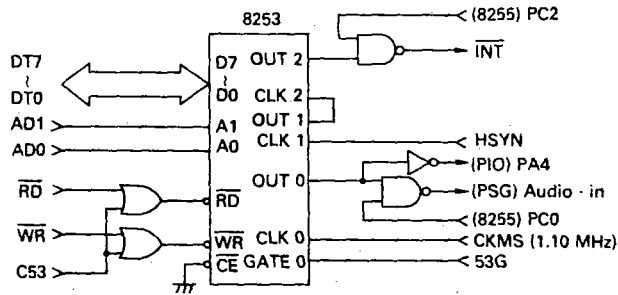 8253
(8255) PC2
INT
DT7
~
DT0
D7
~
D0
OUT 2
CLK 2
OUT 1
AD1
A1
CLK 1
HSYN
AD0
A0
(PIO) PA4
OUT 0
(PSG) Audio · in
RD
RD
(8255) PC0
WR
WR
CLK 0
CKMS (1.10 MHz)
C53
CE
GATE 0
53G